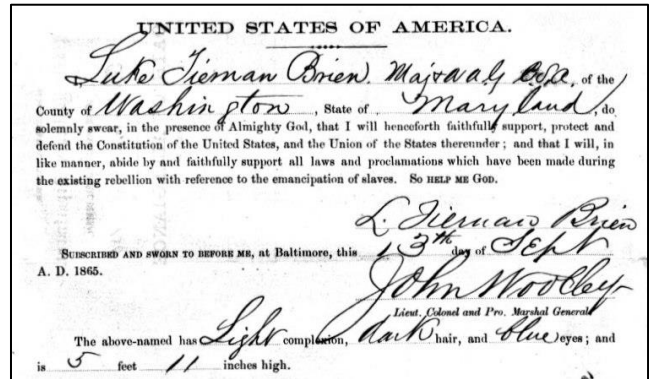 UNITED STATES OF AMERICA.
Luke Tiernan Brien. Maj & a a G C.S.A. of the
County of Washington, State of Maryland, do
solemnly swear, in the presence of Almighty God, that I will henceforth faithfully support, protect and
defend the Constitution of the United States, and the Union of the States thereunder; and that I will, in
like manner, abide by and faithfully support all laws and proclamations which have been made during
the existing rebellion with reference to the emancipation of slaves. SO HELP ME GOD.
L. Tiernan Brien
SUBSCRIBED AND SWORN TO BEFORE ME, at Baltimore, this 13th day of Sept
A. D. 1865.
John Woolley
Lieut. Colonel and Pro. Marshal General
The above-named has Light complexion, dark hair, and blue eyes; and
is 5 feet 11 inches high.